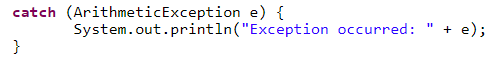 catch (ArithmeticException e) {
        System.out.println("Exception occurred: " + e);
}